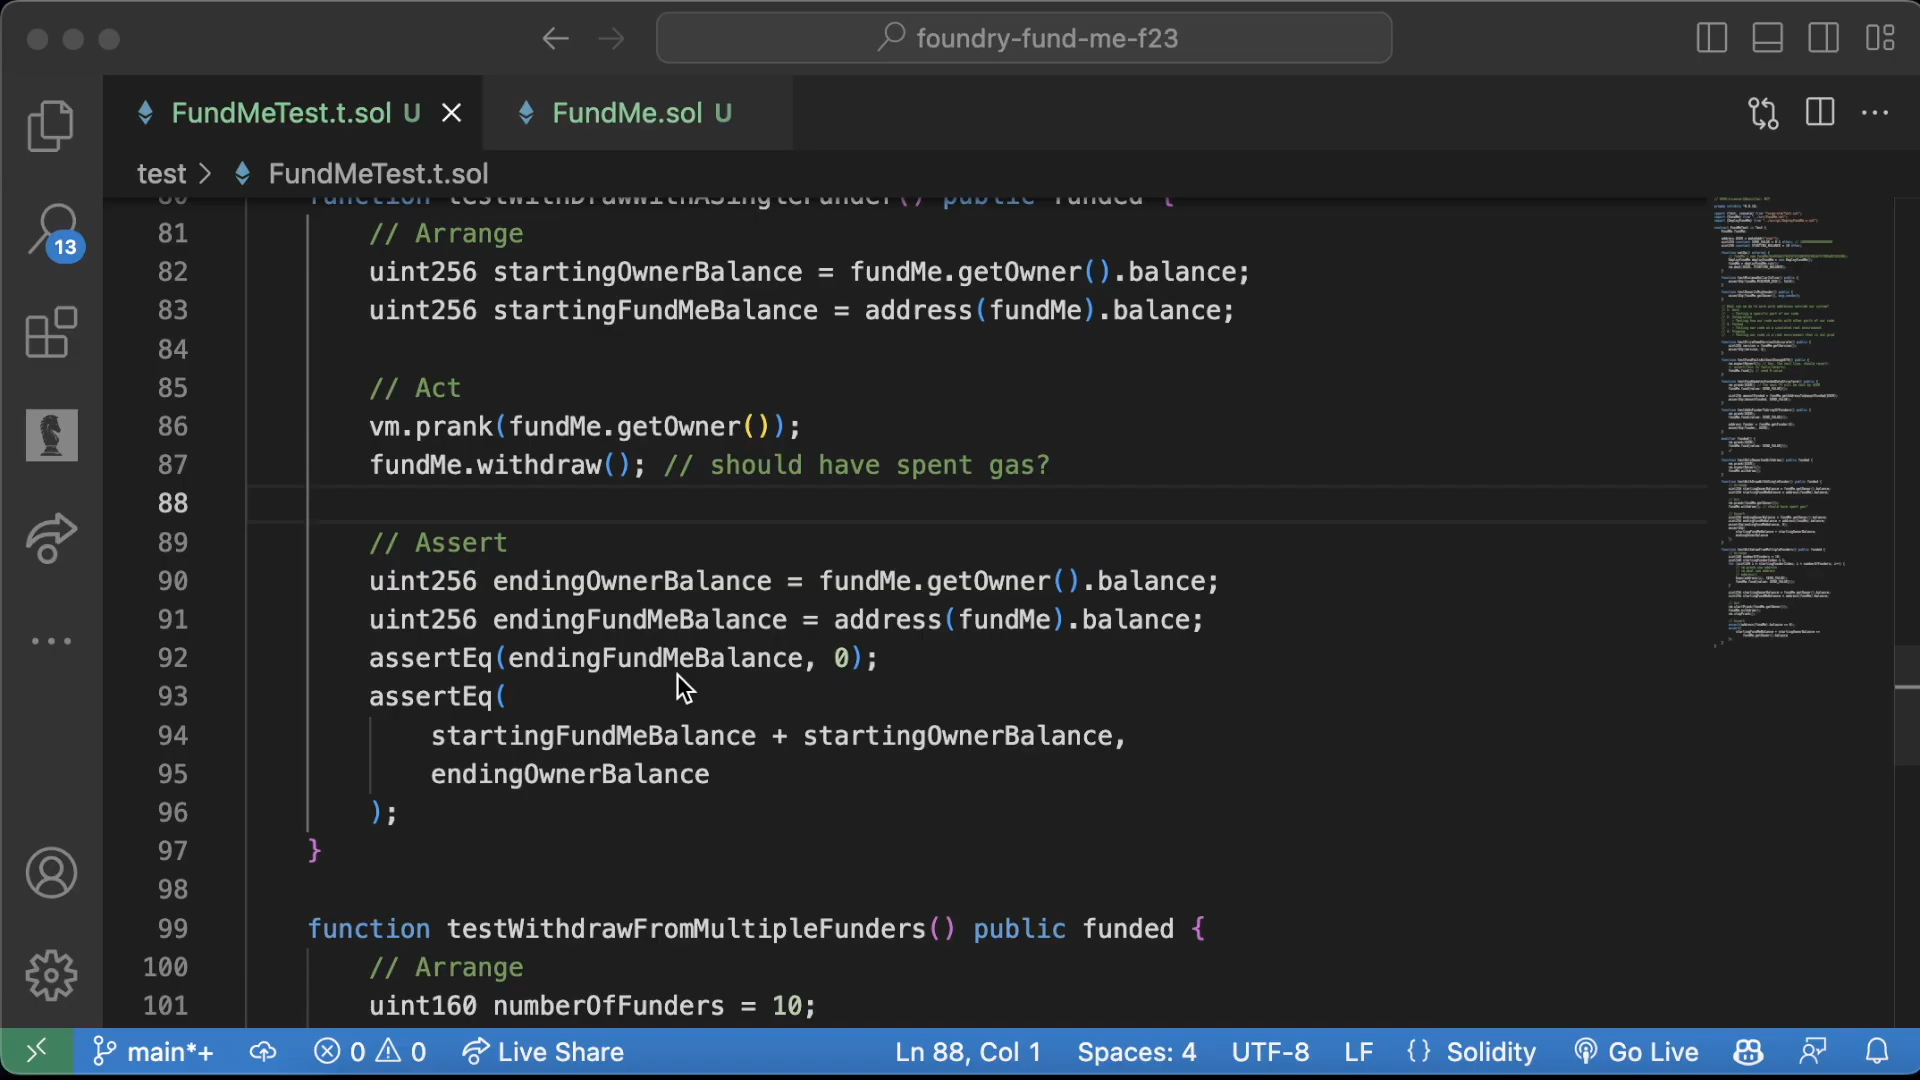 foundry-fund-me-f23
FundMeTest.t.sol U
FundMe.sol U
test > FundMeTest.t.sol
80 function testWithDrawWithASingleFunder() public funded {
81 // Arrange
82 uint256 startingOwnerBalance = fundMe.getOwner().balance;
83 uint256 startingFundMeBalance = address(fundMe).balance;
84
85 // Act
86 vm.prank(fundMe.getOwner());
87 fundMe.withdraw(); // should have spent gas?
88
89 // Assert
90 uint256 endingOwnerBalance = fundMe.getOwner().balance;
91 uint256 endingFundMeBalance = address(fundMe).balance;
92 assertEq(endingFundMeBalance, 0);
93 assertEq(
94 startingFundMeBalance + startingOwnerBalance,
95 endingOwnerBalance
96 );
97 }
98
99 function testWithdrawFromMultipleFunders() public funded {
100 // Arrange
101 uint160 numberOfFunders = 10;
13
main*+ 0 0 Live Share Ln 88, Col 1 Spaces: 4 UTF-8 LF {} Solidity Go Live